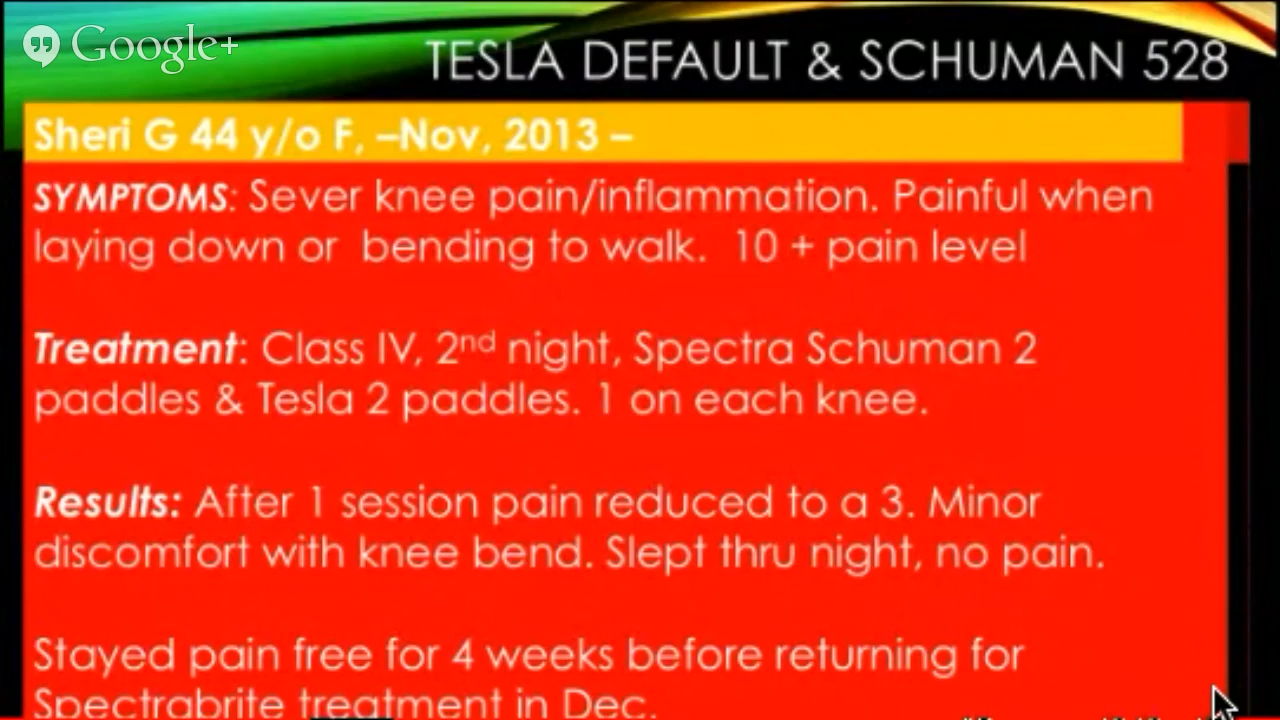 Google+
TESLA DEFAULT & SCHUMAN 528
Sheri G 44 y/o F, –Nov, 2013 –
SYMPTOMS: Sever knee pain/inflammation. Painful when
laying down or bending to walk. 10 + pain level
Treatment: Class IV, 2nd night, Spectra Schuman 2
paddles & Tesla 2 paddles. 1 on each knee.
Results: After 1 session pain reduced to a 3. Minor
discomfort with knee bend. Slept thru night, no pain.
Stayed pain free for 4 weeks before returning for
Spectrabrite treatment in Dec.